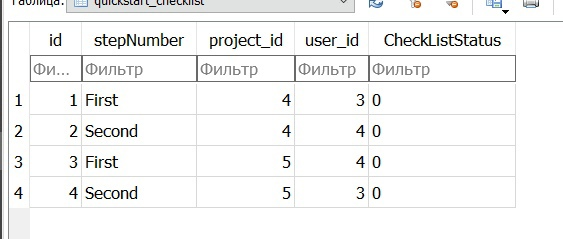 Таблица: quickstart_checklist
id stepNumber project_id user_id CheckListStatus
Фи... Фильтр Фильтр Фильтр Фильтр
1 1 First 4 3 0
2 2 Second 4 4 0
3 3 First 5 4 0
4 4 Second 5 3 0